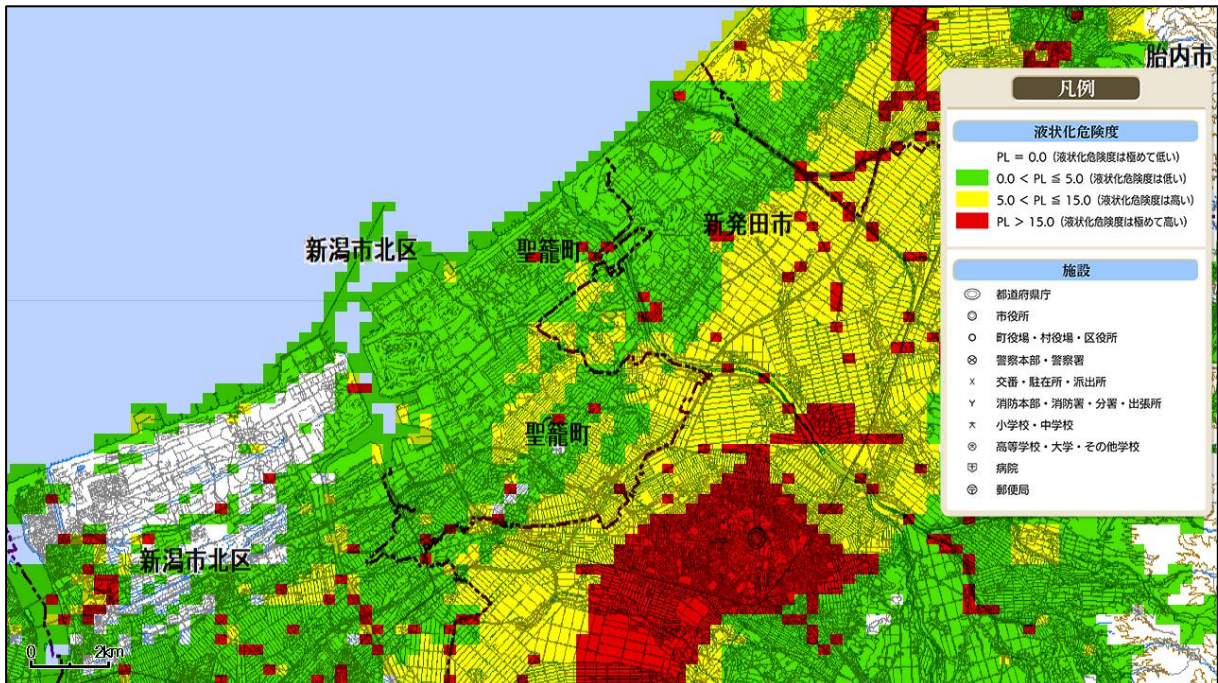 胎内市
新発田市
新潟市北区
聖籠町
聖籠町
新潟市北区
0 2km
凡例
液状化危険度
PL = 0.0 (液状化危険度は極めて低い)
0.0 < PL ≦ 5.0 (液状化危険度は低い)
5.0 < PL ≦ 15.0 (液状化危険度は高い)
PL > 15.0 (液状化危険度は極めて高い)
施設
都道府県庁
市役所
町役場・村役場・区役所
警察本部・警察署
交番・駐在所・派出所
消防本部・消防署・分署・出張所
小学校・中学校
高等学校・大学・その他学校
病院
郵便局